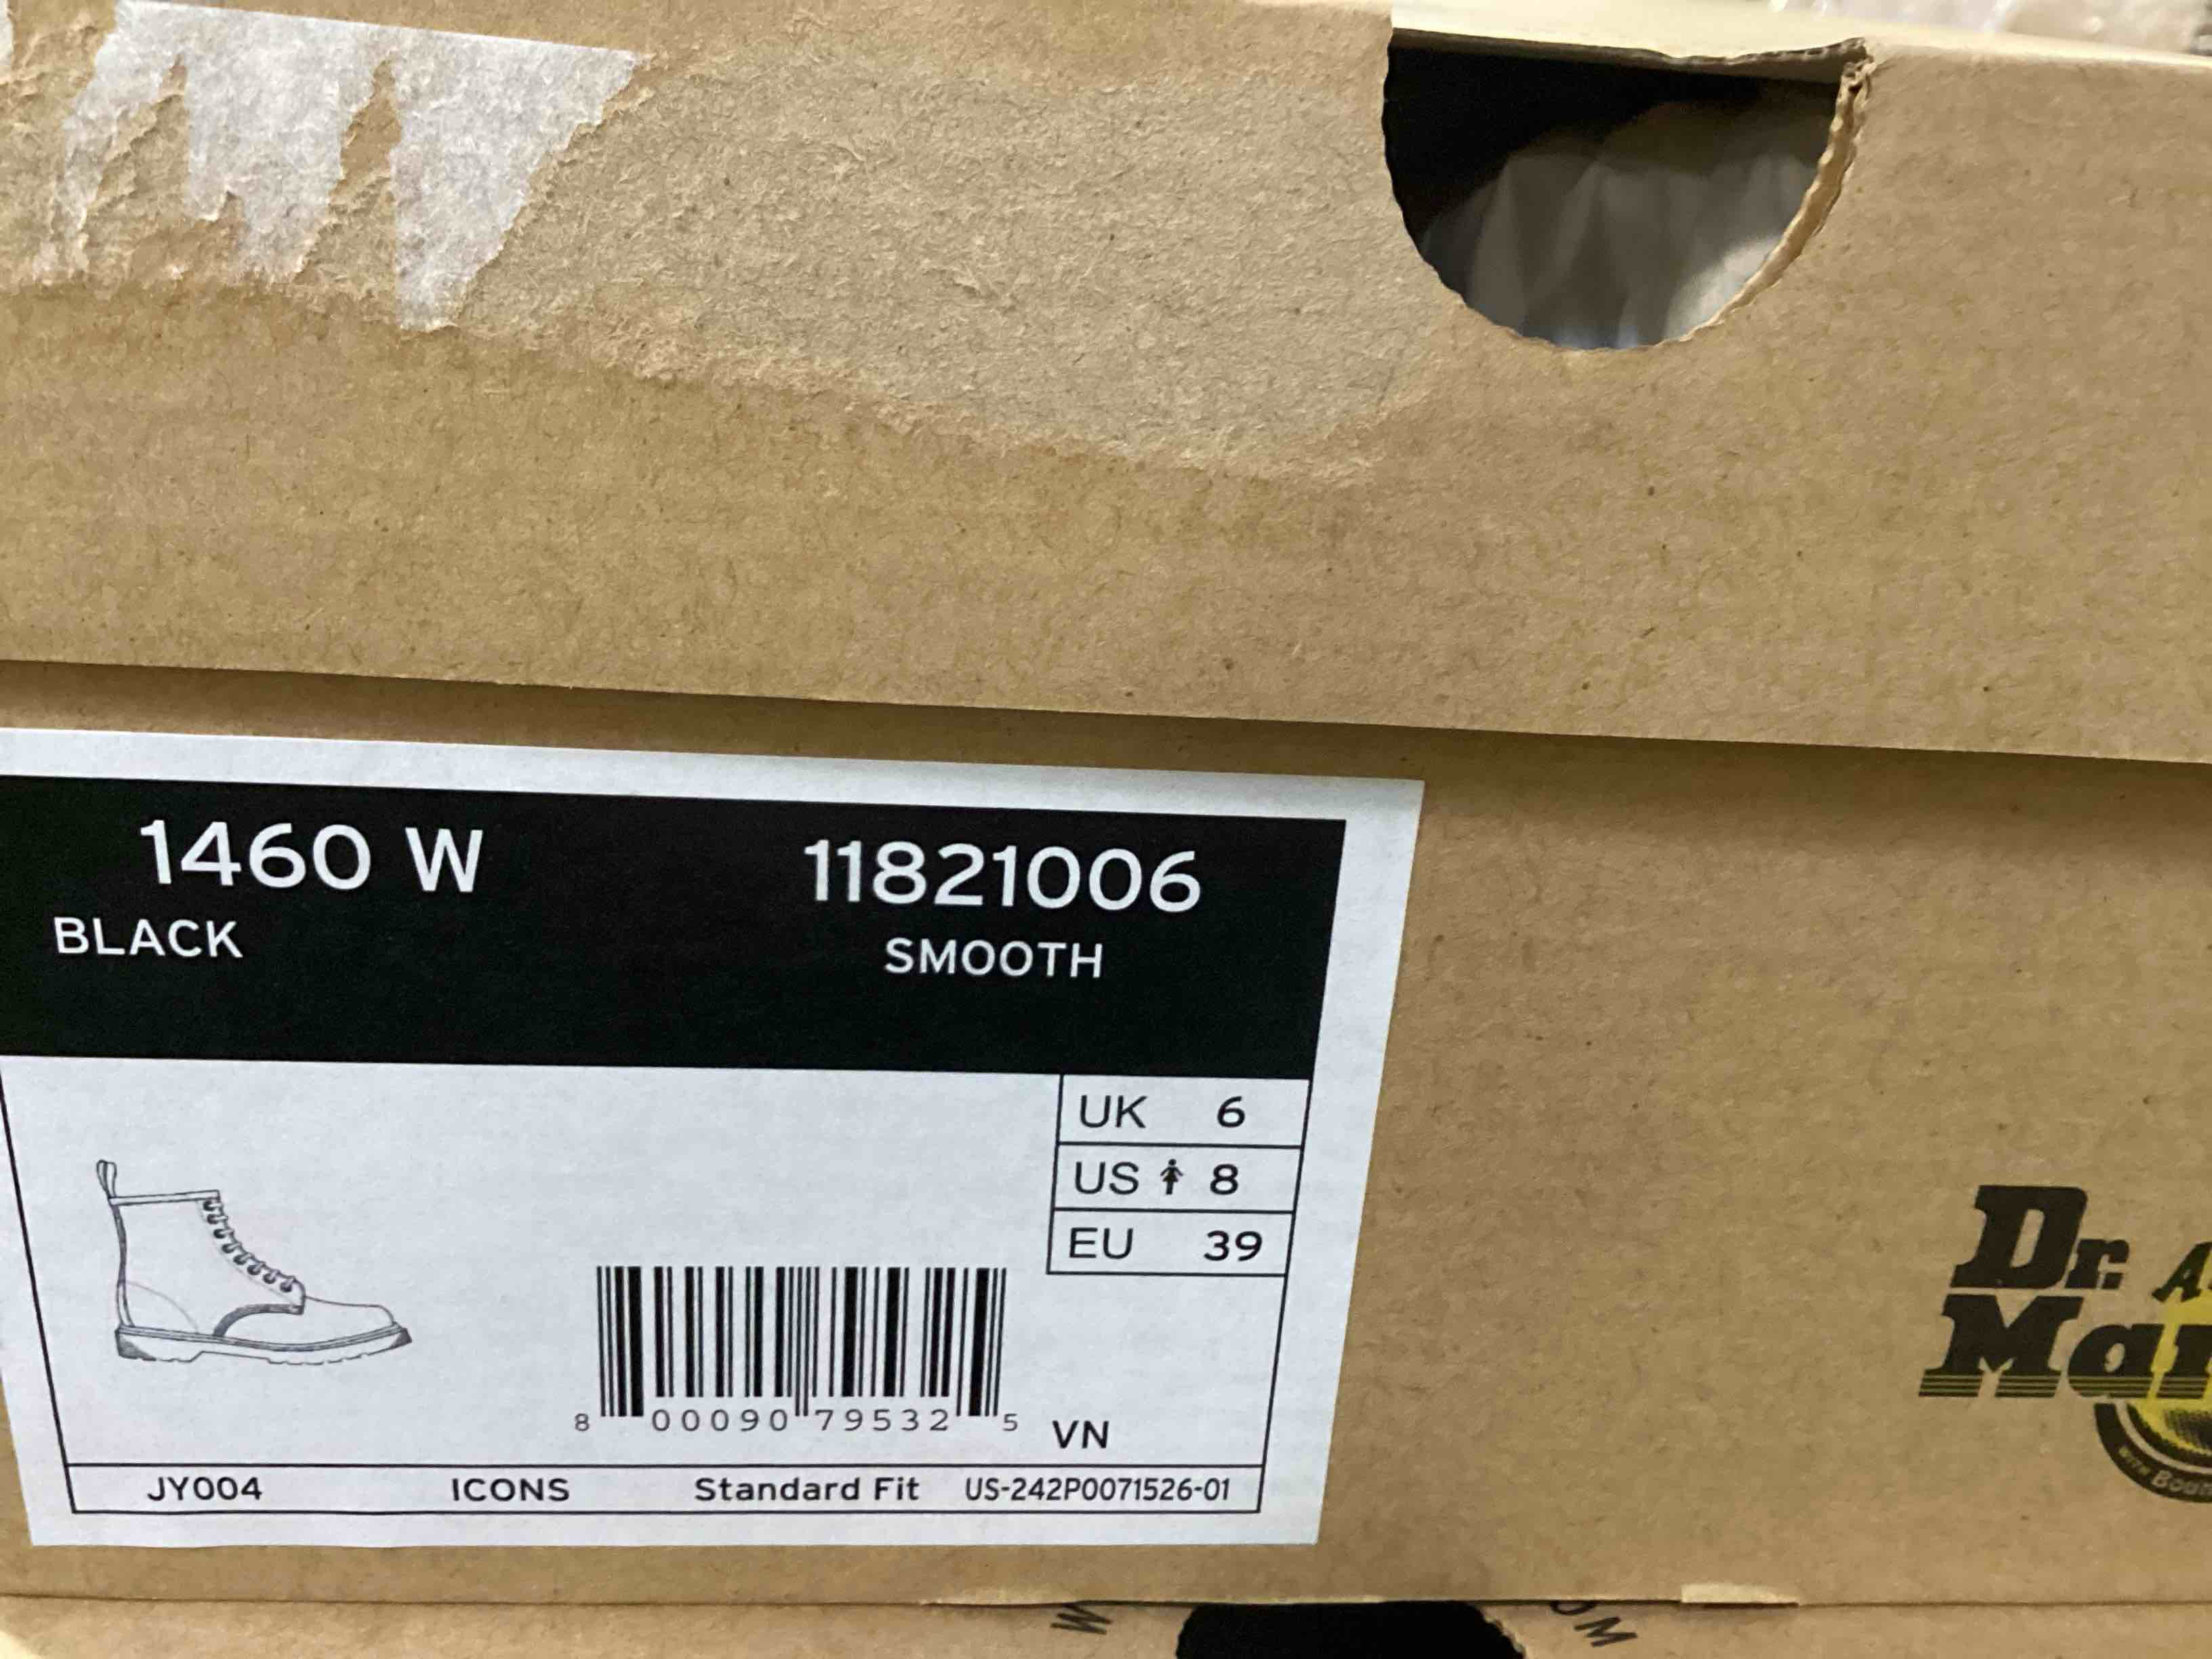 1460 W 11821006
BLACK SMOOTH
UK 6
US 8
EU 39
8 00090 79532 5 VN
JY004 ICONS Standard Fit US-242P0071526-01
Dr.